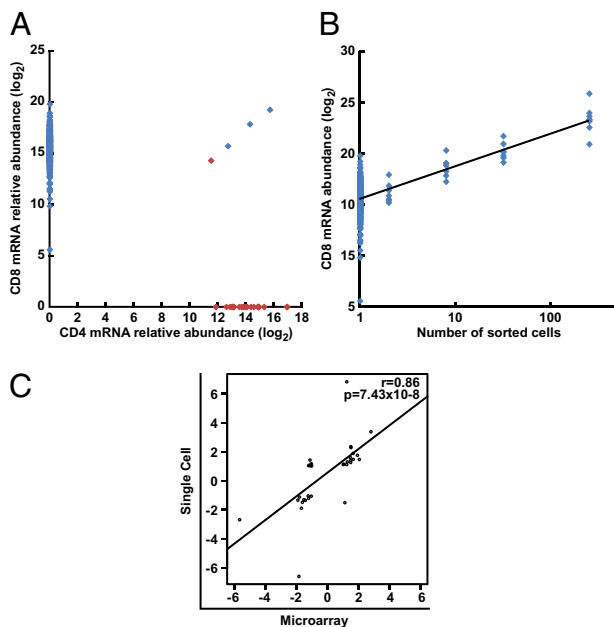 A
CD8 mRNA relative abundance (log2)
25
20
15
10
5
0
0 2 4 6 8 10 12 14 16 18
CD4 mRNA relative abundance (log2)
B
CD8 mRNA abundance (log2)
30
25
20
10
15
5
1 10 100
Number of sorted cells
C
r=0.86
p=7.43x10-8
Single Cell
6
4
2
0
-2
-4
-6
-6 -4 -2 0 2 4 6
Microarray